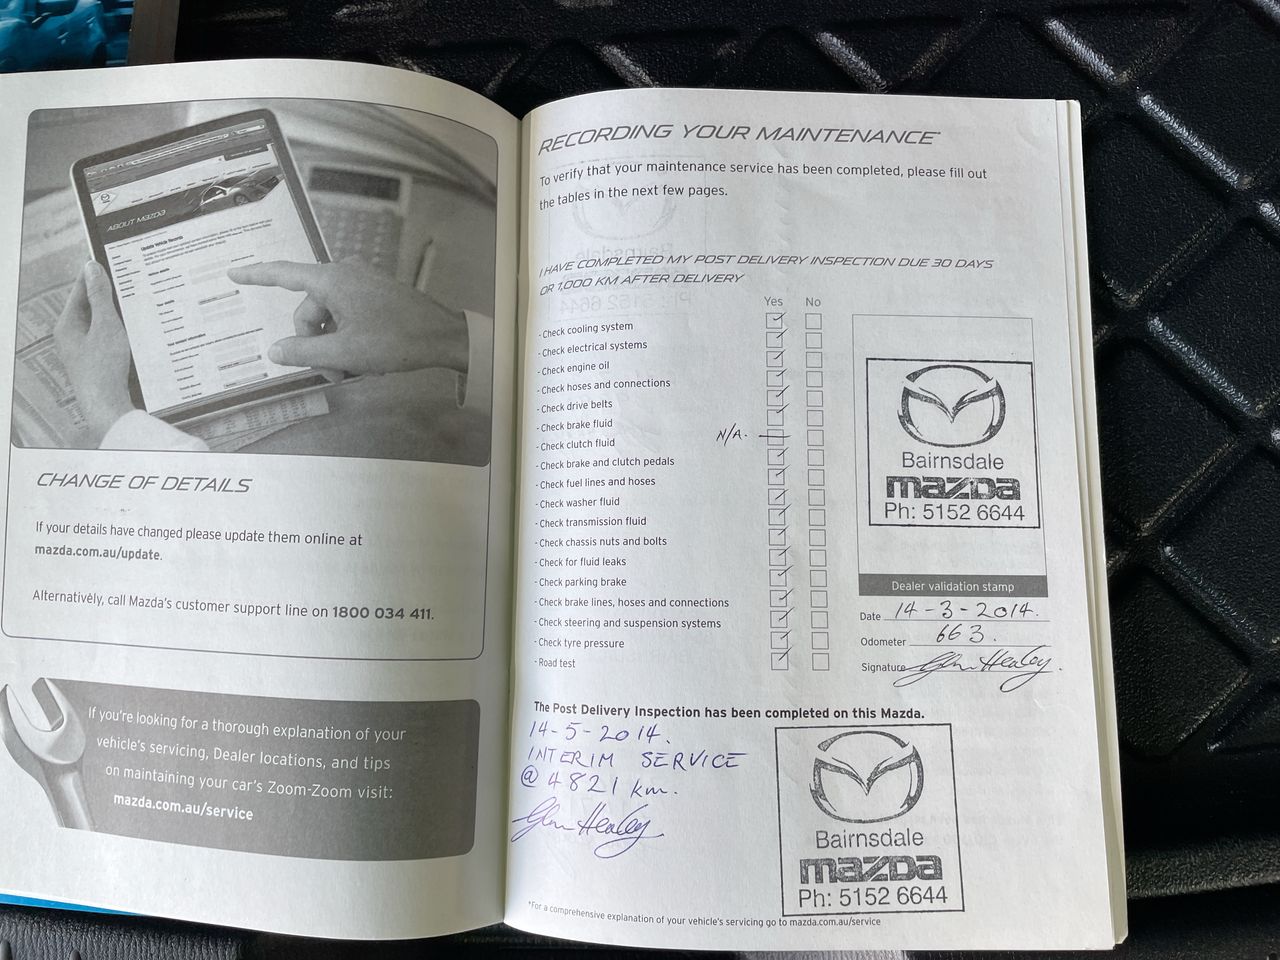 ABOUT MAZDA
Update Vehicle Records
CHANGE OF DETAILS
If your details have changed please update them online at
mazda.com.au/update.
Alternatively, call Mazda's customer support line on 1800 034 411.
If you're looking for a thorough explanation of your
vehicle's servicing, Dealer locations, and tips
on maintaining your car's Zoom-Zoom visit:
mazda.com.au/service
RECORDING YOUR MAINTENANCE*
To verify that your maintenance service has been completed, please fill out
the tables in the next few pages.
I HAVE COMPLETED MY POST DELIVERY INSPECTION DUE 30 DAYS
OR 1,000 KM AFTER DELIVERY
Yes No
- Check cooling system
- Check electrical systems
- Check engine oil
- Check hoses and connections
- Check drive belts
- Check brake fluid
- Check clutch fluid N/A.
- Check brake and clutch pedals
- Check fuel lines and hoses
- Check washer fluid
- Check transmission fluid
- Check chassis nuts and bolts
- Check for fluid leaks
- Check parking brake
- Check brake lines, hoses and connections
- Check steering and suspension systems
- Check tyre pressure
- Road test
Bairnsdale
mazda
Ph: 5152 6644
Dealer validation stamp
Date 14-3-2014.
Odometer 663.
Signature Glen Healey.
The Post Delivery Inspection has been completed on this Mazda.
14-5-2014.
INTERIM SERVICE
@ 4821 km.
Glen Healey
Bairnsdale
mazda
Ph: 5152 6644
*For a comprehensive explanation of your vehicle's servicing go to mazda.com.au/service